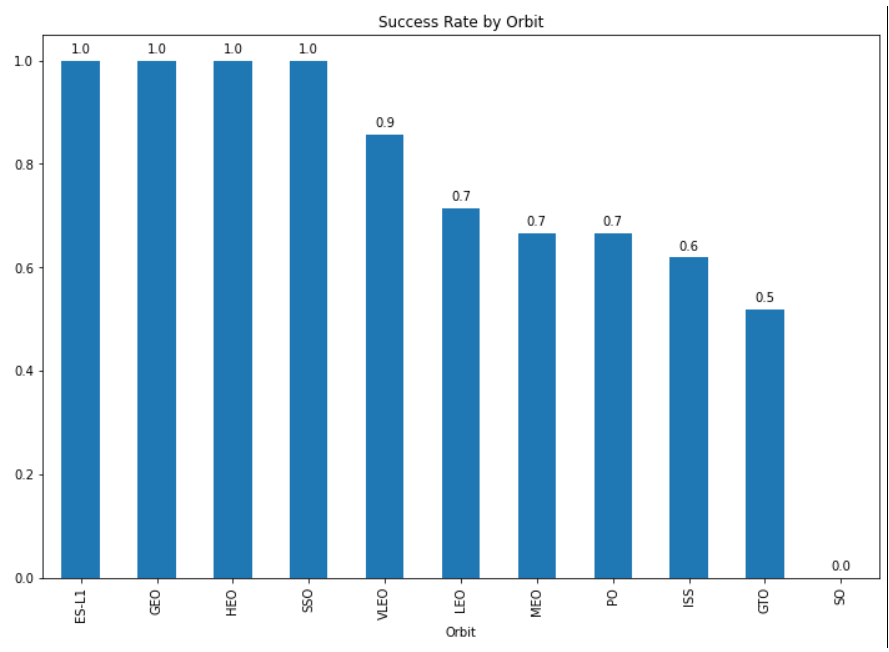 Success Rate by Orbit
1.0 1.0 1.0 1.0 0.9 0.7 0.7 0.7 0.6 0.5 0.0
1.0
0.8
0.6
0.4
0.2
0.0
ES-L1 GEO HEO SSO VLEO LEO MEO PO ISS GTO SO
Orbit